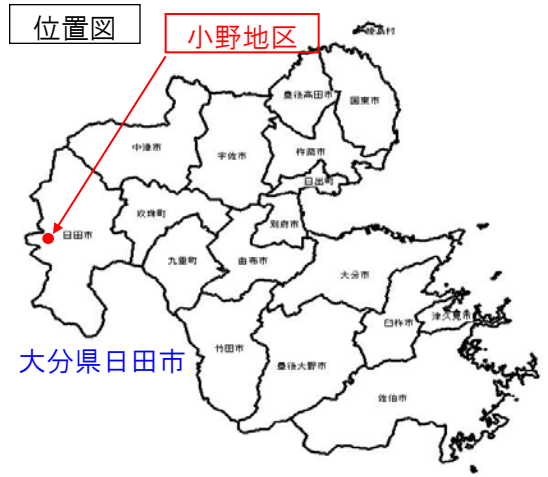 位置図
小野地区
姫島村
豊後高田市
国東市
中津市
宇佐市
杵築市
日出町
日田市
玖珠町
別府市
九重町
由布市
大分市
臼杵市
津久見市
大分県日田市
竹田市
豊後大野市
佐伯市